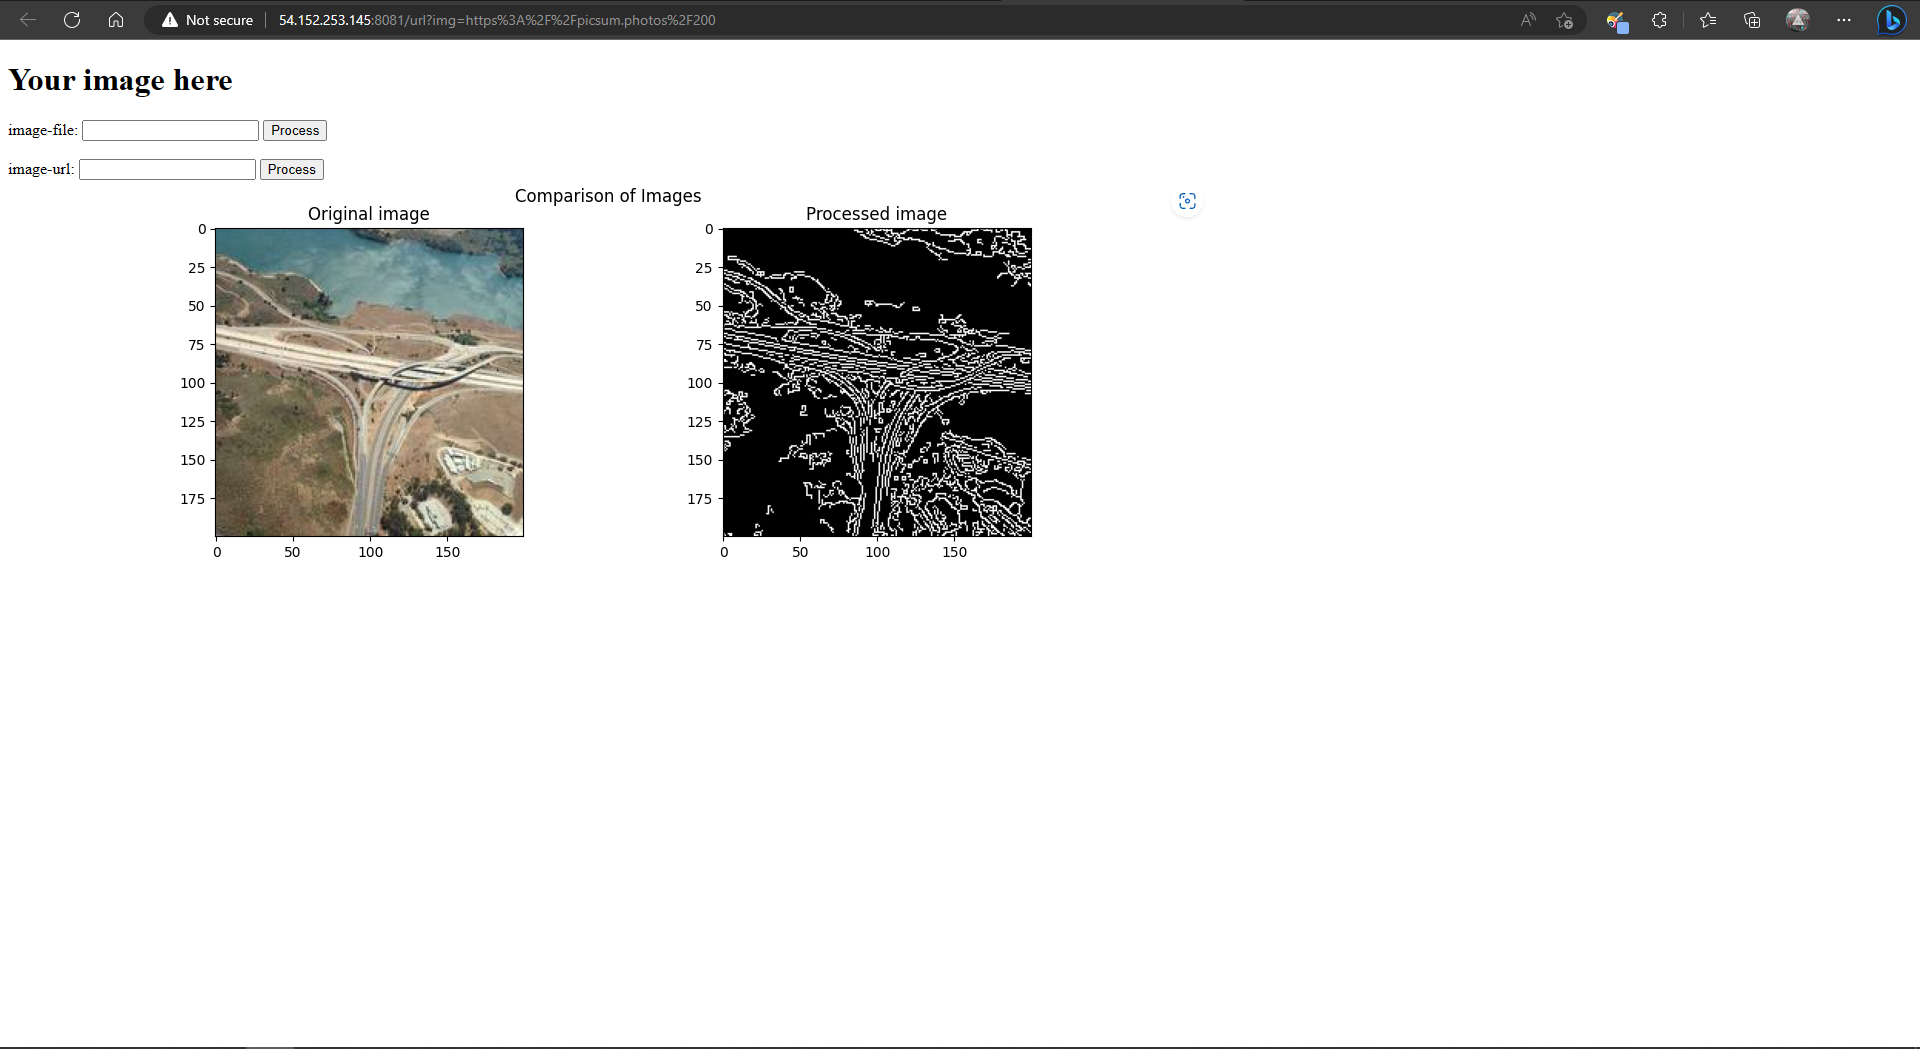 Not secure 54.152.253.145:8081/url?img=https%3A%2F%2Fpicsum.photos%2F200
Your image here
image-file: Process
image-url: Process
Comparison of Images
Original image Processed image
0 0
25 25
50 50
75 75
100 100
125 125
150 150
175 175
0 50 100 150 0 50 100 150